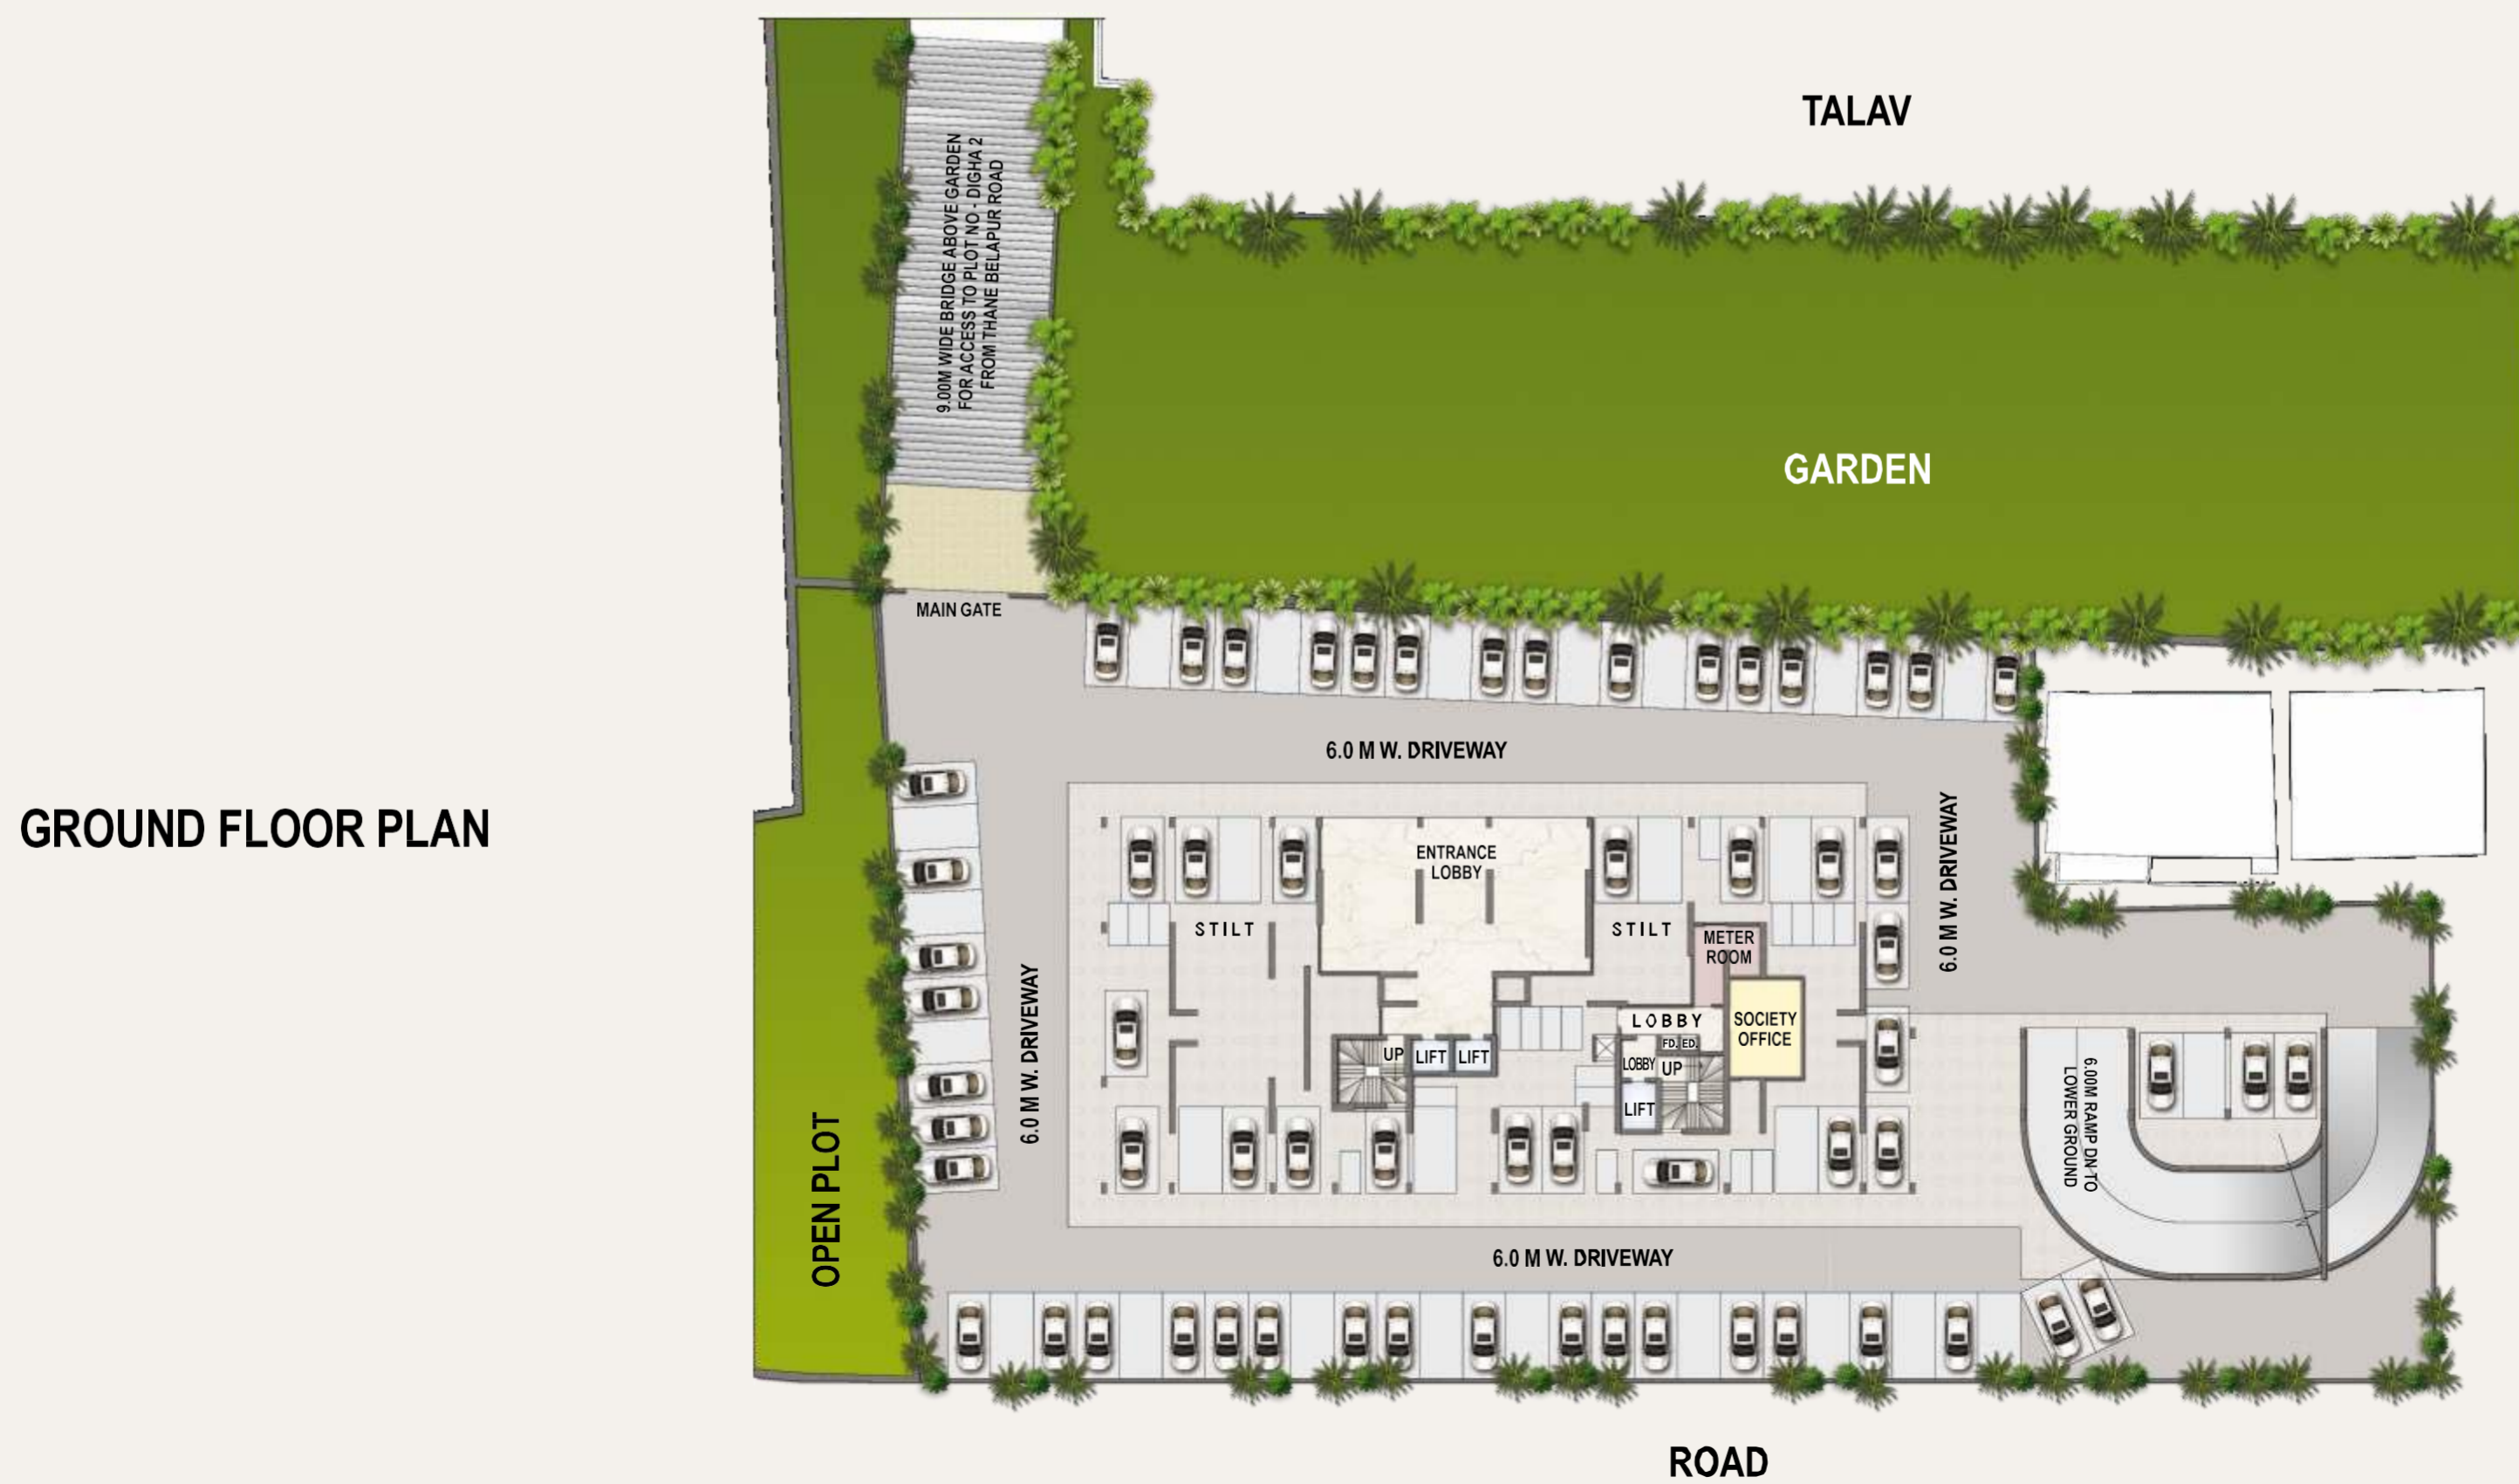 TALAV
9.00M WIDE BRIDGE ABOVE GARDEN
FOR ACCESS TO PLOT NO - DIGHA 2
FROM THANE BELAPUR ROAD
GARDEN
MAIN GATE
6.0 M W. DRIVEWAY
GROUND FLOOR PLAN
ENTRANCE
LOBBY
6.0 M W. DRIVEWAY
STILT
STILT
METER
ROOM
6.0 M W. DRIVEWAY
LOBBY
SOCIETY
OFFICE
FD. ED.
UP
LIFT
LIFT
LOBBY
UP
LIFT
6.00M RAMP DN TO
LOWER GROUND
OPEN PLOT
6.0 M W. DRIVEWAY
ROAD